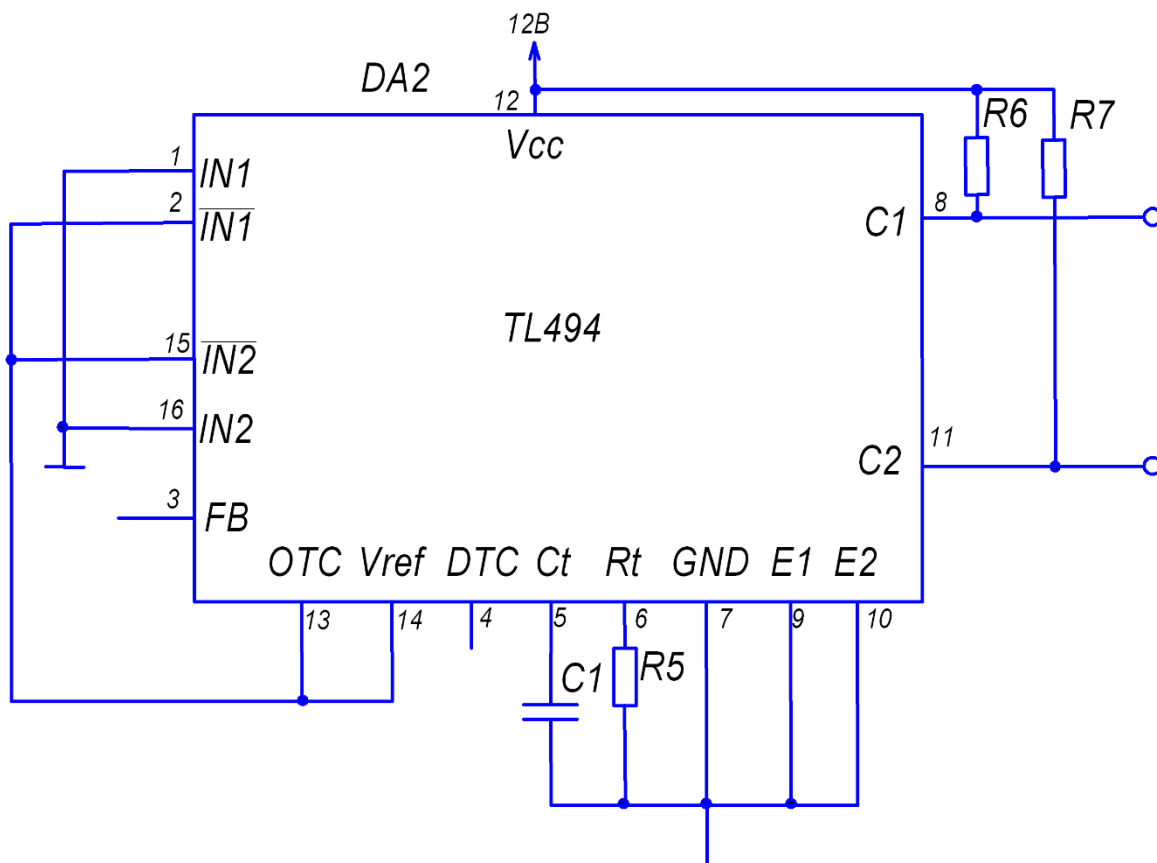 12В
DA2
12
Vcc
R6
R7
1
IN1
2
IN1
8
C1
TL494
15
IN2
16
IN2
11
C2
3
FB
OTC Vref DTC Ct Rt GND E1 E2
13 14 4 5 6 7 9 10
C1
R5